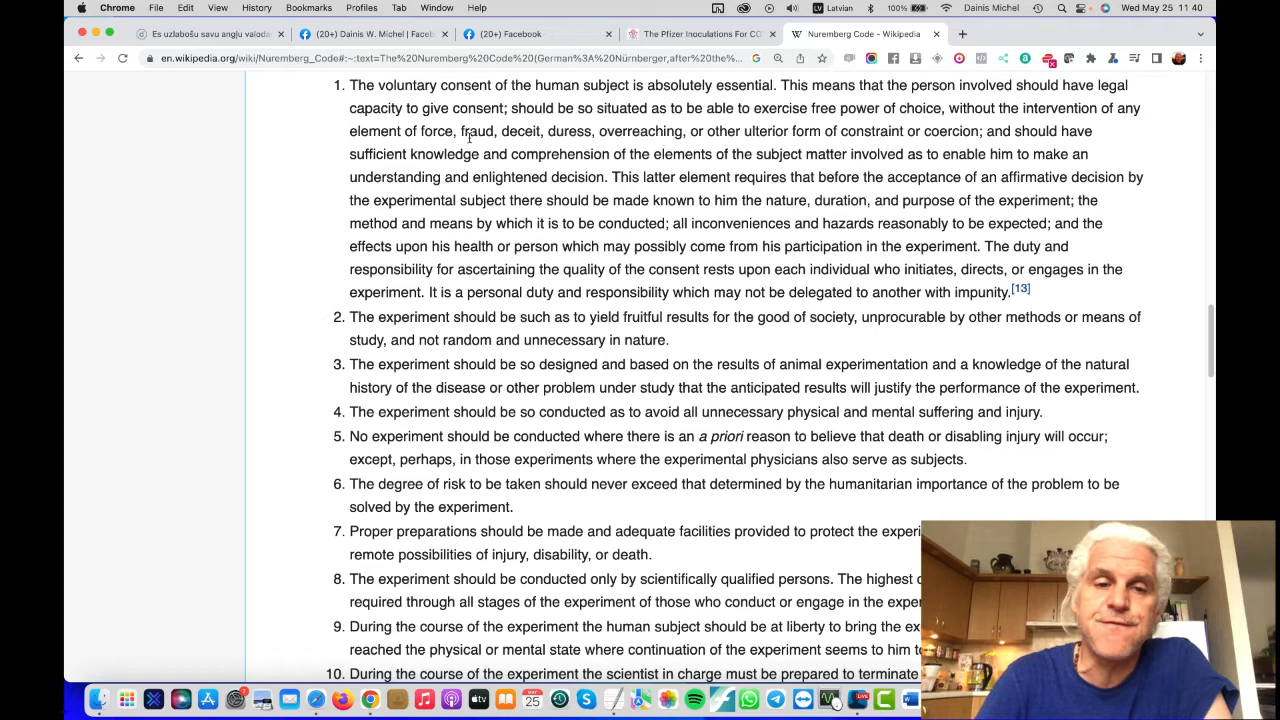 Chrome File Edit View History Bookmarks Profiles Tab Window Help Latvian 100% Dainis Michel Wed May 25 11 40
Es uzlabošu savu angļu valoda (20+) Dainis W. Michel | Faceb (20+) Facebook The Pfizer Inoculations For CO Nuremberg Code - Wikipedia
en.wikipedia.org/wiki/Nuremberg_Code#:~:text=The%20Nuremberg%20Code%20(German%3A%20Nürnberger,after%20the%...
1. The voluntary consent of the human subject is absolutely essential. This means that the person involved should have legal
capacity to give consent; should be so situated as to be able to exercise free power of choice, without the intervention of any
element of force, fraud, deceit, duress, overreaching, or other ulterior form of constraint or coercion; and should have
sufficient knowledge and comprehension of the elements of the subject matter involved as to enable him to make an
understanding and enlightened decision. This latter element requires that before the acceptance of an affirmative decision by
the experimental subject there should be made known to him the nature, duration, and purpose of the experiment; the
method and means by which it is to be conducted; all inconveniences and hazards reasonably to be expected; and the
effects upon his health or person which may possibly come from his participation in the experiment. The duty and
responsibility for ascertaining the quality of the consent rests upon each individual who initiates, directs, or engages in the
experiment. It is a personal duty and responsibility which may not be delegated to another with impunity.[13]
2. The experiment should be such as to yield fruitful results for the good of society, unprocurable by other methods or means of
study, and not random and unnecessary in nature.
3. The experiment should be so designed and based on the results of animal experimentation and a knowledge of the natural
history of the disease or other problem under study that the anticipated results will justify the performance of the experiment.
4. The experiment should be so conducted as to avoid all unnecessary physical and mental suffering and injury.
5. No experiment should be conducted where there is an a priori reason to believe that death or disabling injury will occur;
except, perhaps, in those experiments where the experimental physicians also serve as subjects.
6. The degree of risk to be taken should never exceed that determined by the humanitarian importance of the problem to be
solved by the experiment.
7. Proper preparations should be made and adequate facilities provided to protect the experi
remote possibilities of injury, disability, or death.
8. The experiment should be conducted only by scientifically qualified persons. The highest
required through all stages of the experiment of those who conduct or engage in the exper
9. During the course of the experiment the human subject should be at liberty to bring the ex
reached the physical or mental state where continuation of the experiment seems to him t
10. During the course of the experiment the scientist in charge must be prepared to terminate